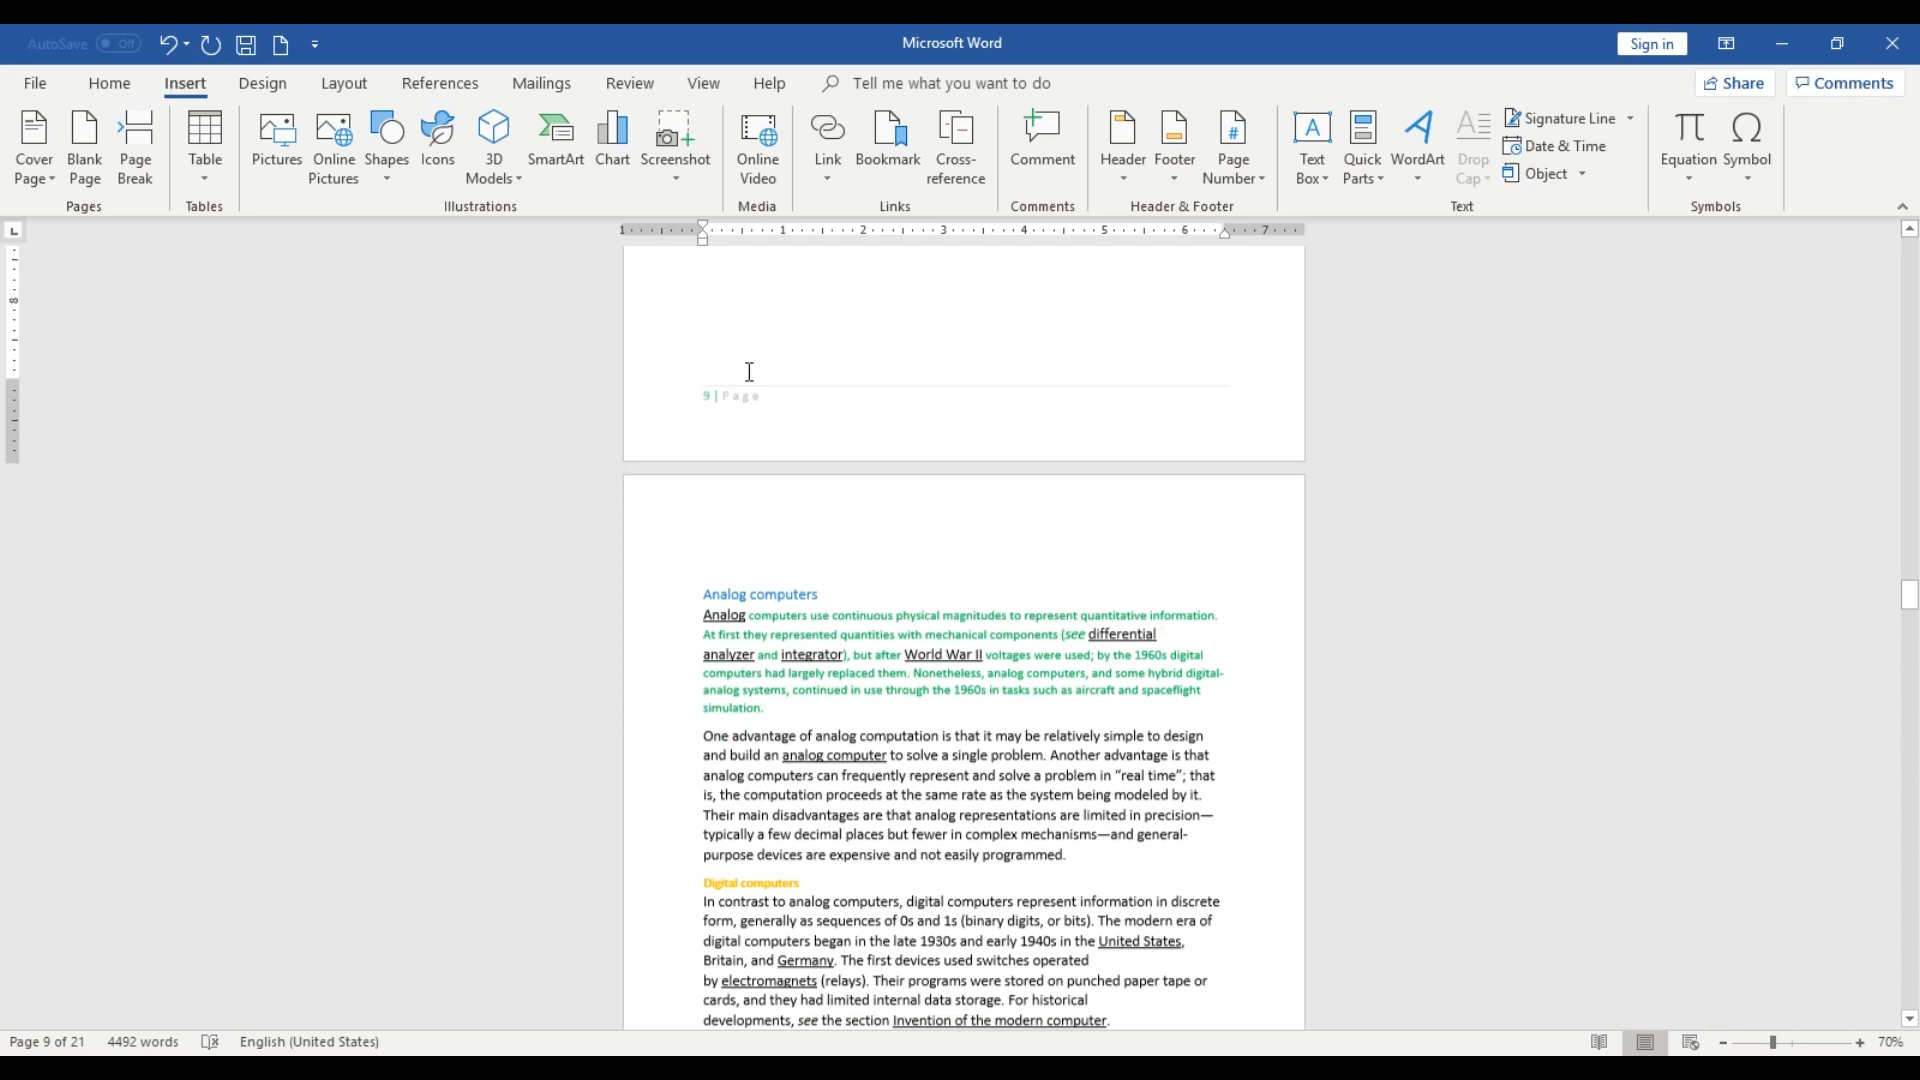 AutoSave Off
Microsoft Word
Sign in
File Home Insert Design Layout References Mailings Review View Help Tell me what you want to do
Share Comments
Cover Page
Blank Page
Page Break
Pages
Table
Tables
Pictures
Online Pictures
Shapes
Icons
3D Models
SmartArt
Chart
Screenshot
Illustrations
Online Video
Media
Link
Bookmark
Cross-reference
Links
Comment
Comments
Header
Footer
Page Number
Header & Footer
Text Box
Quick Parts
WordArt
Drop Cap
Signature Line
Date & Time
Object
Text
Equation
Symbol
Symbols
1 1 2 3 4 5 6 7
8
9 | Page
Analog computers
Analog computers use continuous physical magnitudes to represent quantitative information.
At first they represented quantities with mechanical components (see differential
analyzer and integrator), but after World War II voltages were used; by the 1960s digital
computers had largely replaced them. Nonetheless, analog computers, and some hybrid digital-
analog systems, continued in use through the 1960s in tasks such as aircraft and spaceflight
simulation.
One advantage of analog computation is that it may be relatively simple to design
and build an analog computer to solve a single problem. Another advantage is that
analog computers can frequently represent and solve a problem in “real time”; that
is, the computation proceeds at the same rate as the system being modeled by it.
Their main disadvantages are that analog representations are limited in precision—
typically a few decimal places but fewer in complex mechanisms—and general-
purpose devices are expensive and not easily programmed.
Digital computers
In contrast to analog computers, digital computers represent information in discrete
form, generally as sequences of 0s and 1s (binary digits, or bits). The modern era of
digital computers began in the late 1930s and early 1940s in the United States,
Britain, and Germany. The first devices used switches operated
by electromagnets (relays). Their programs were stored on punched paper tape or
cards, and they had limited internal data storage. For historical
developments, see the section Invention of the modern computer.
Page 9 of 21 4492 words English (United States) 70%